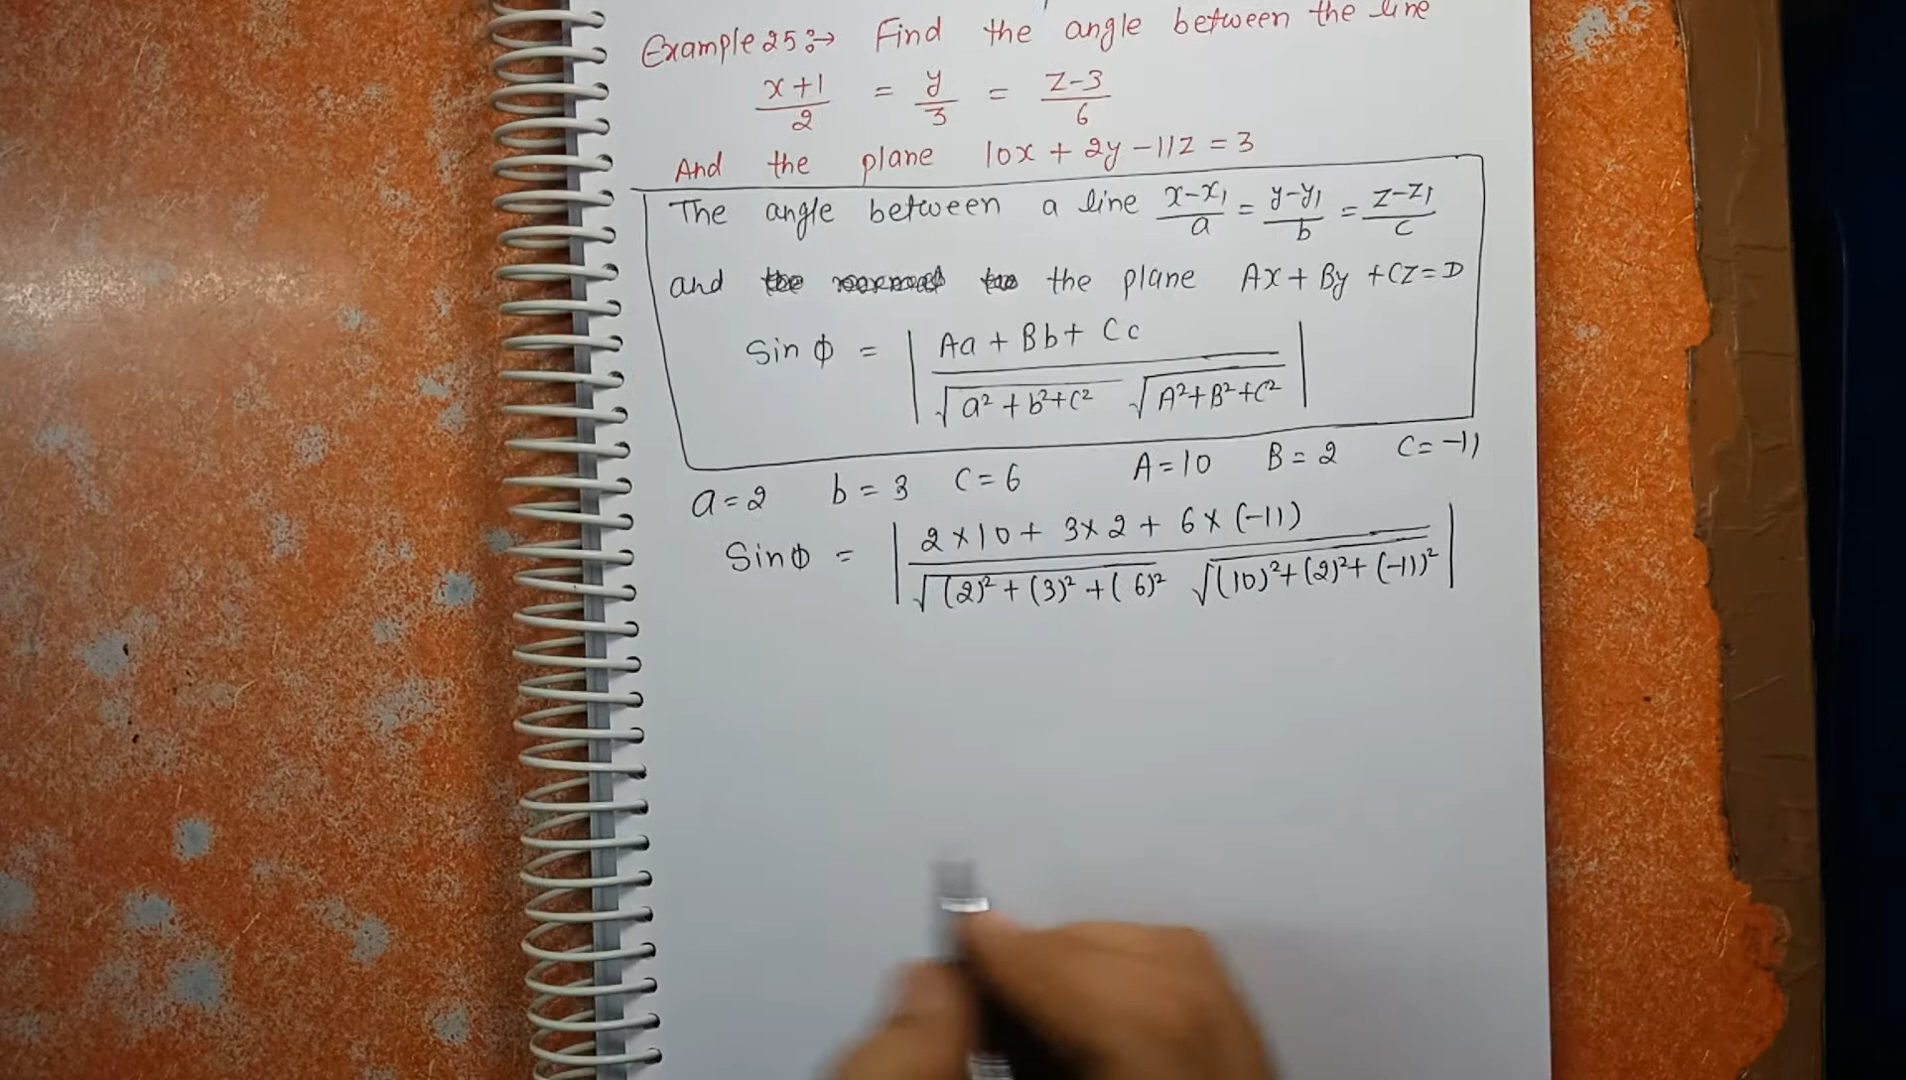 Example 25:→ Find the angle between the line
x+1/2 = y/3 = z-3/6
And the plane 10x + 2y - 11z = 3
The angle between a line x-x₁/a = y-y₁/b = z-z₁/c
and the plane Ax + By + Cz = D
Sin ϕ = | Aa + Bb + Cc / √a² + b² + c² √A² + B² + C² |
a = 2 b = 3 c = 6 A = 10 B = 2 C = -11
Sin ϕ = | 2 × 10 + 3 × 2 + 6 × (-11) / √(2)² + (3)² + (6)² √(10)² + (2)² + (-11)² |